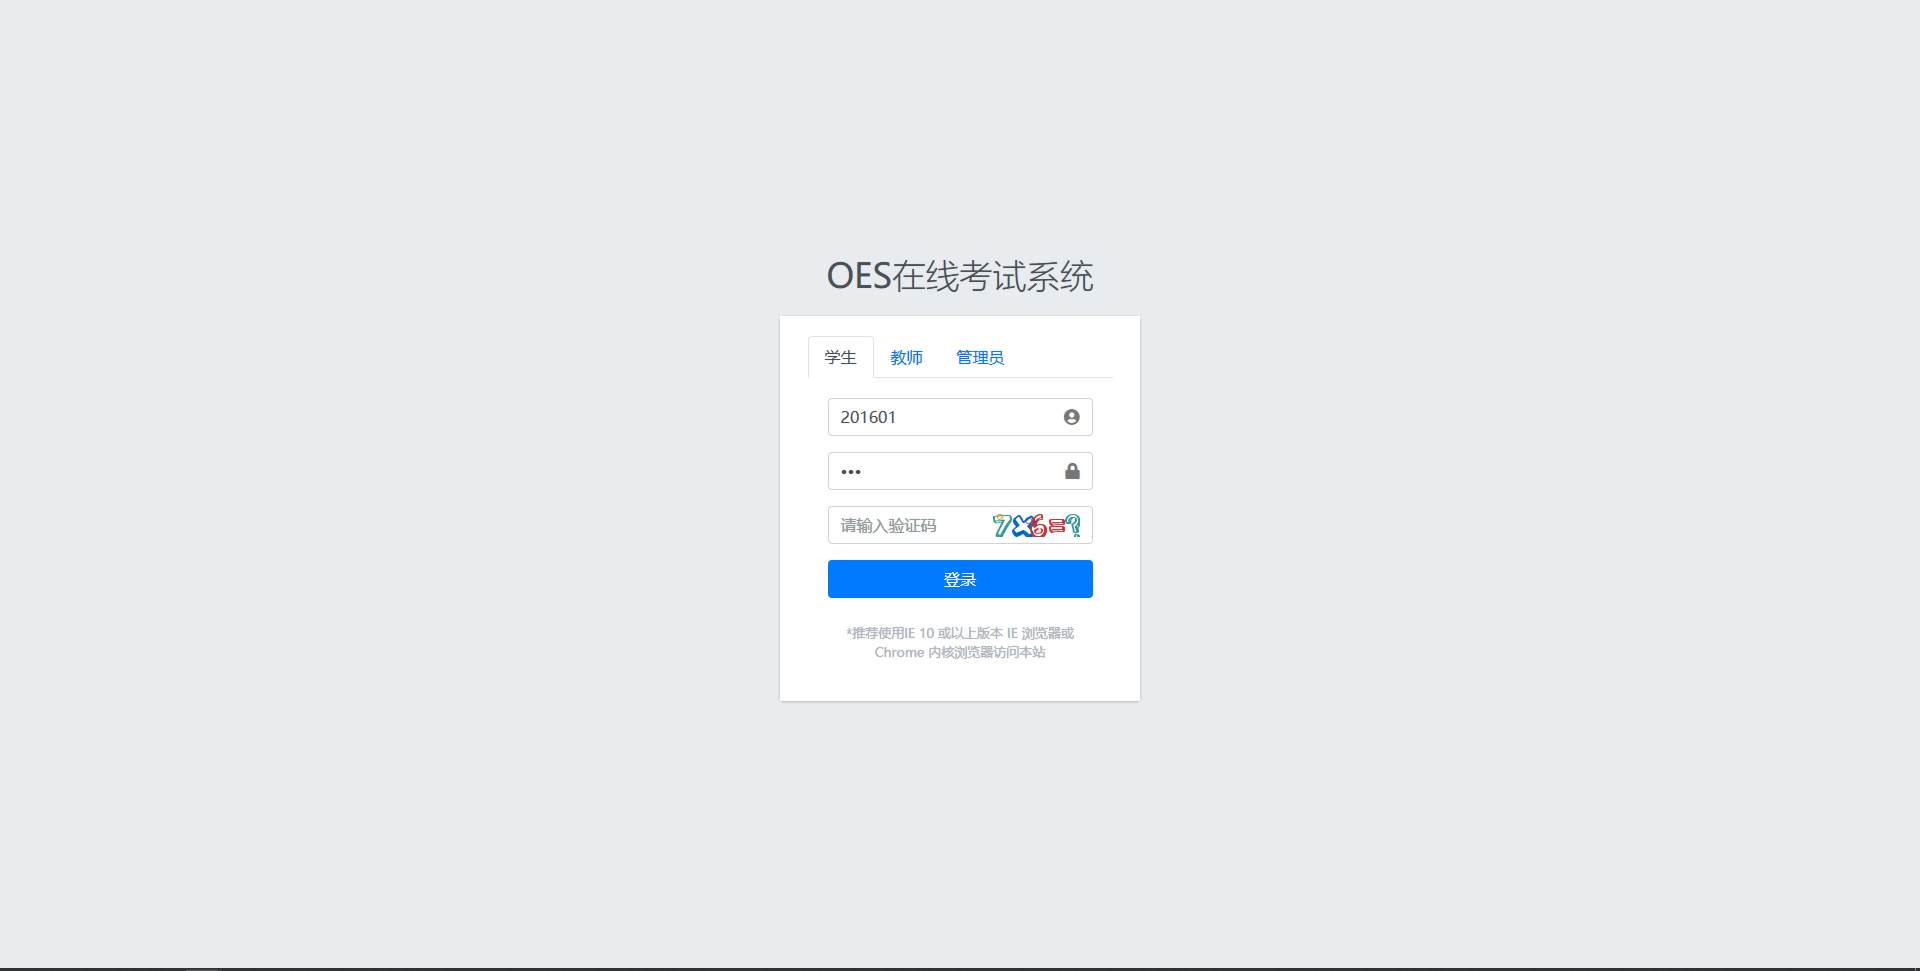 OES在线考试系统
学生 教师 管理员
201601
•••
请输入验证码 7×6=?
登录
*推荐使用IE 10 或以上版本 IE 浏览器或
Chrome 内核浏览器访问本站